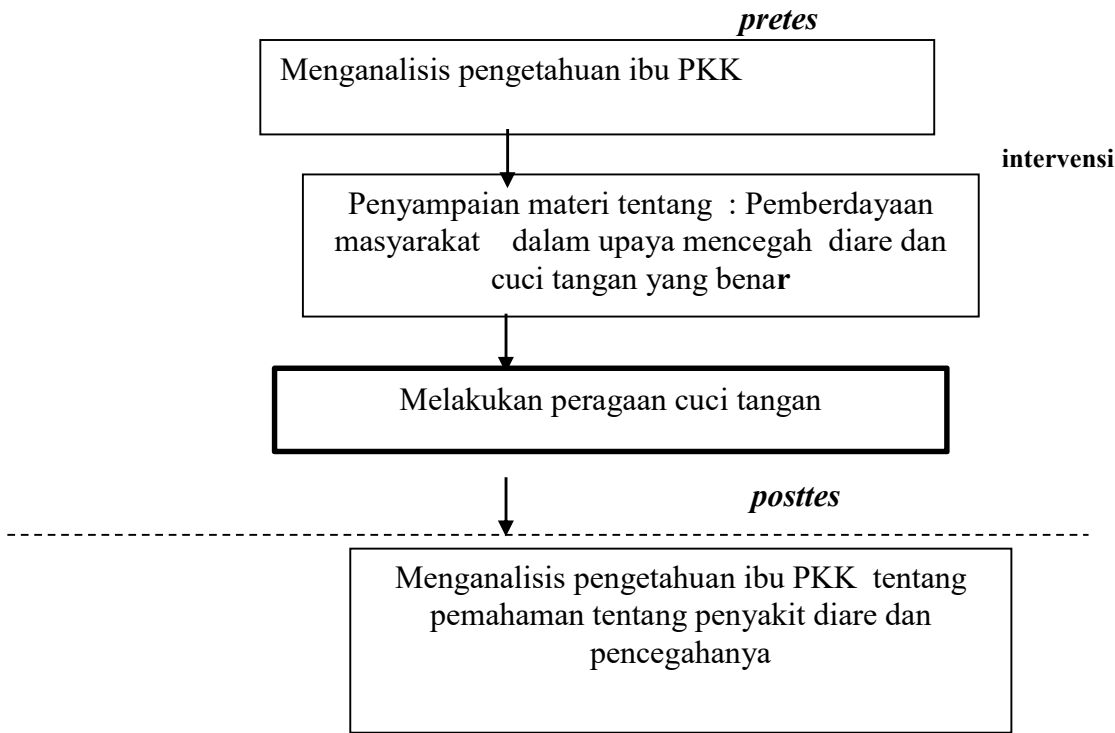 pretes
Menganalisis pengetahuan ibu PKK
intervensi
Penyampaian materi tentang : Pemberdayaan
masyarakat dalam upaya mencegah diare dan
cuci tangan yang benar
Melakukan peragaan cuci tangan
posttes
Menganalisis pengetahuan ibu PKK tentang
pemahaman tentang penyakit diare dan
pencegahanya